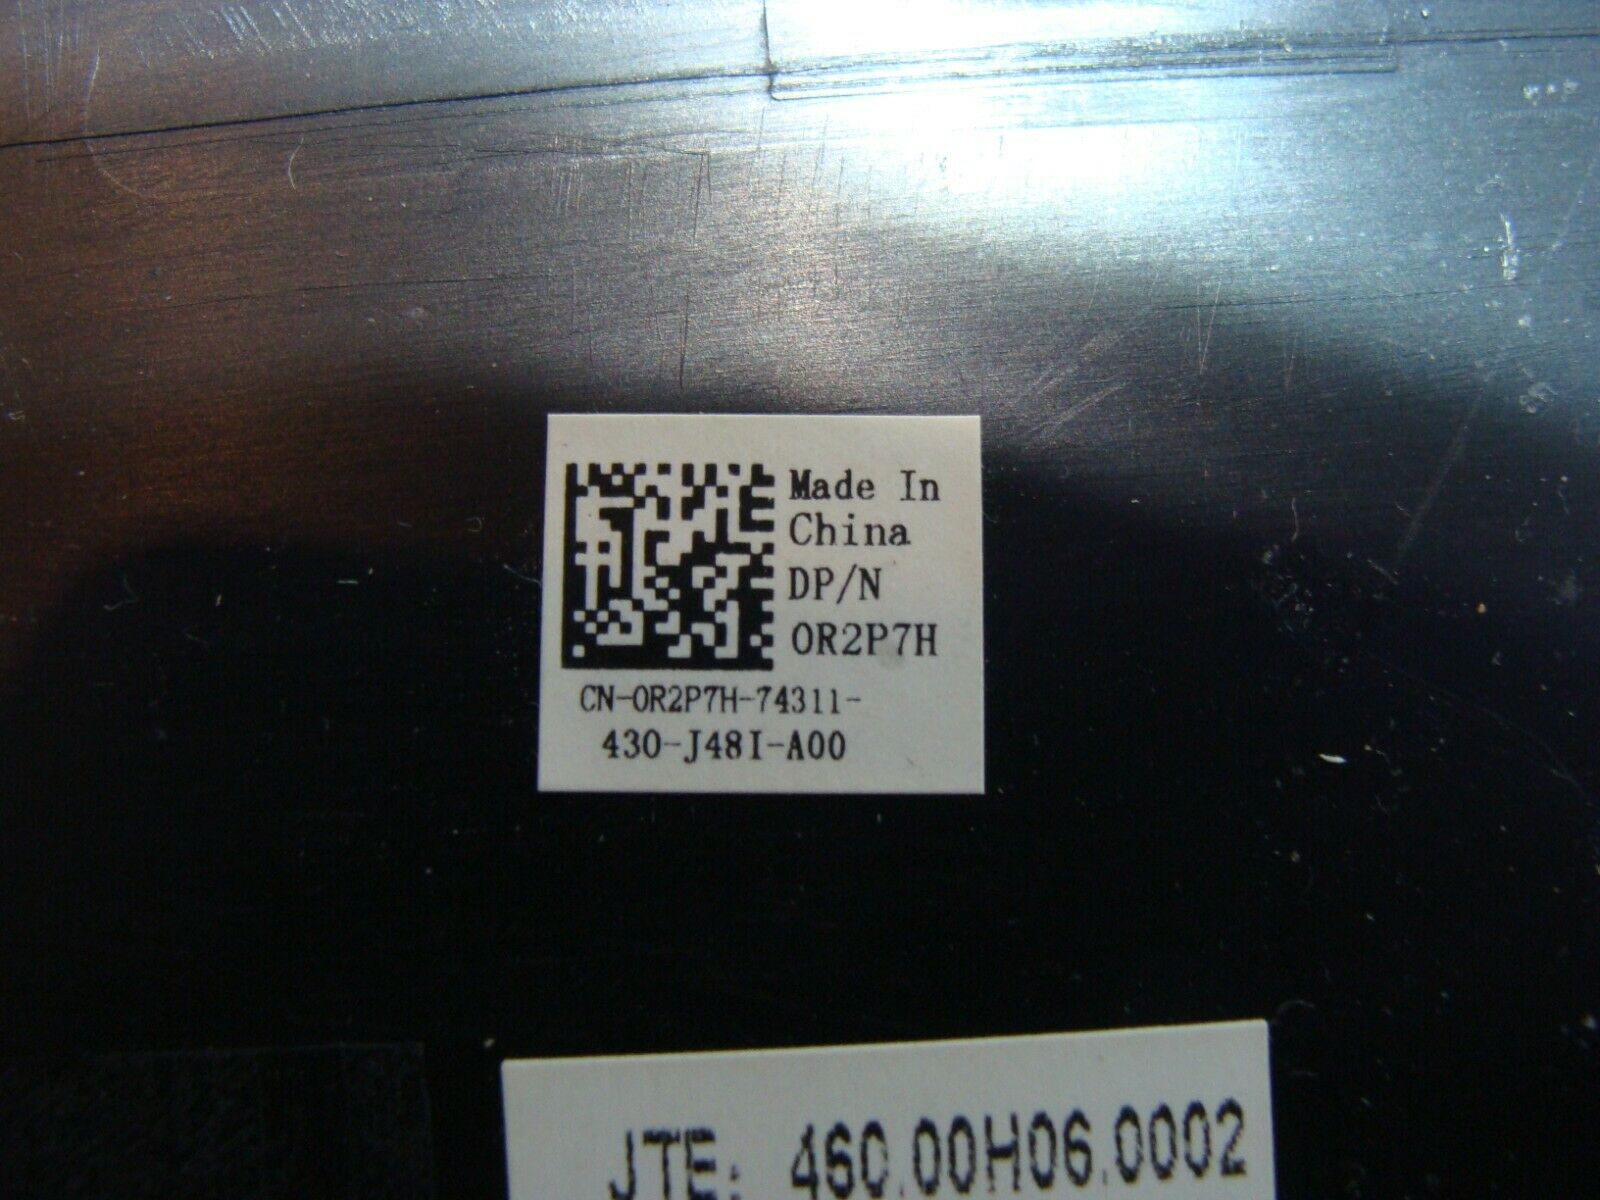 Made In
China
DP/N
0R2P7H
CN-0R2P7H-74311-
430-J48I-A00
JTE: 460.00H06.0002